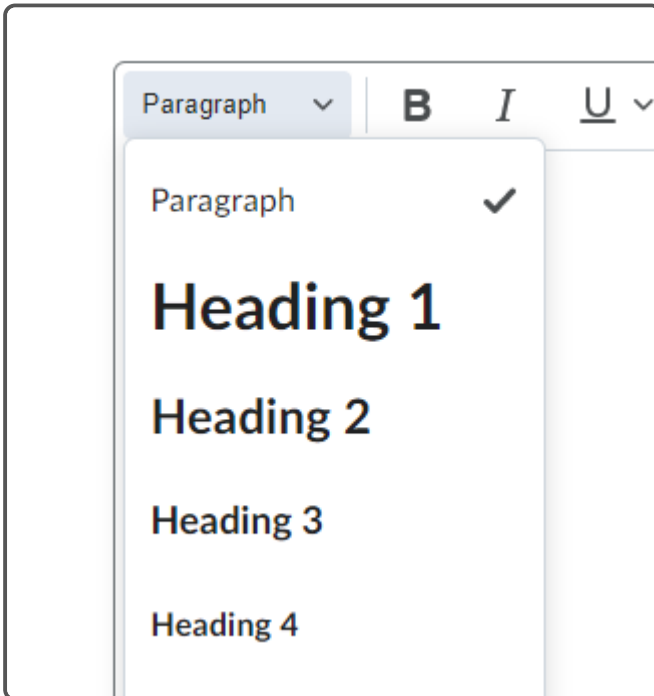 Paragraph B I U
Paragraph
Heading 1
Heading 2
Heading 3
Heading 4